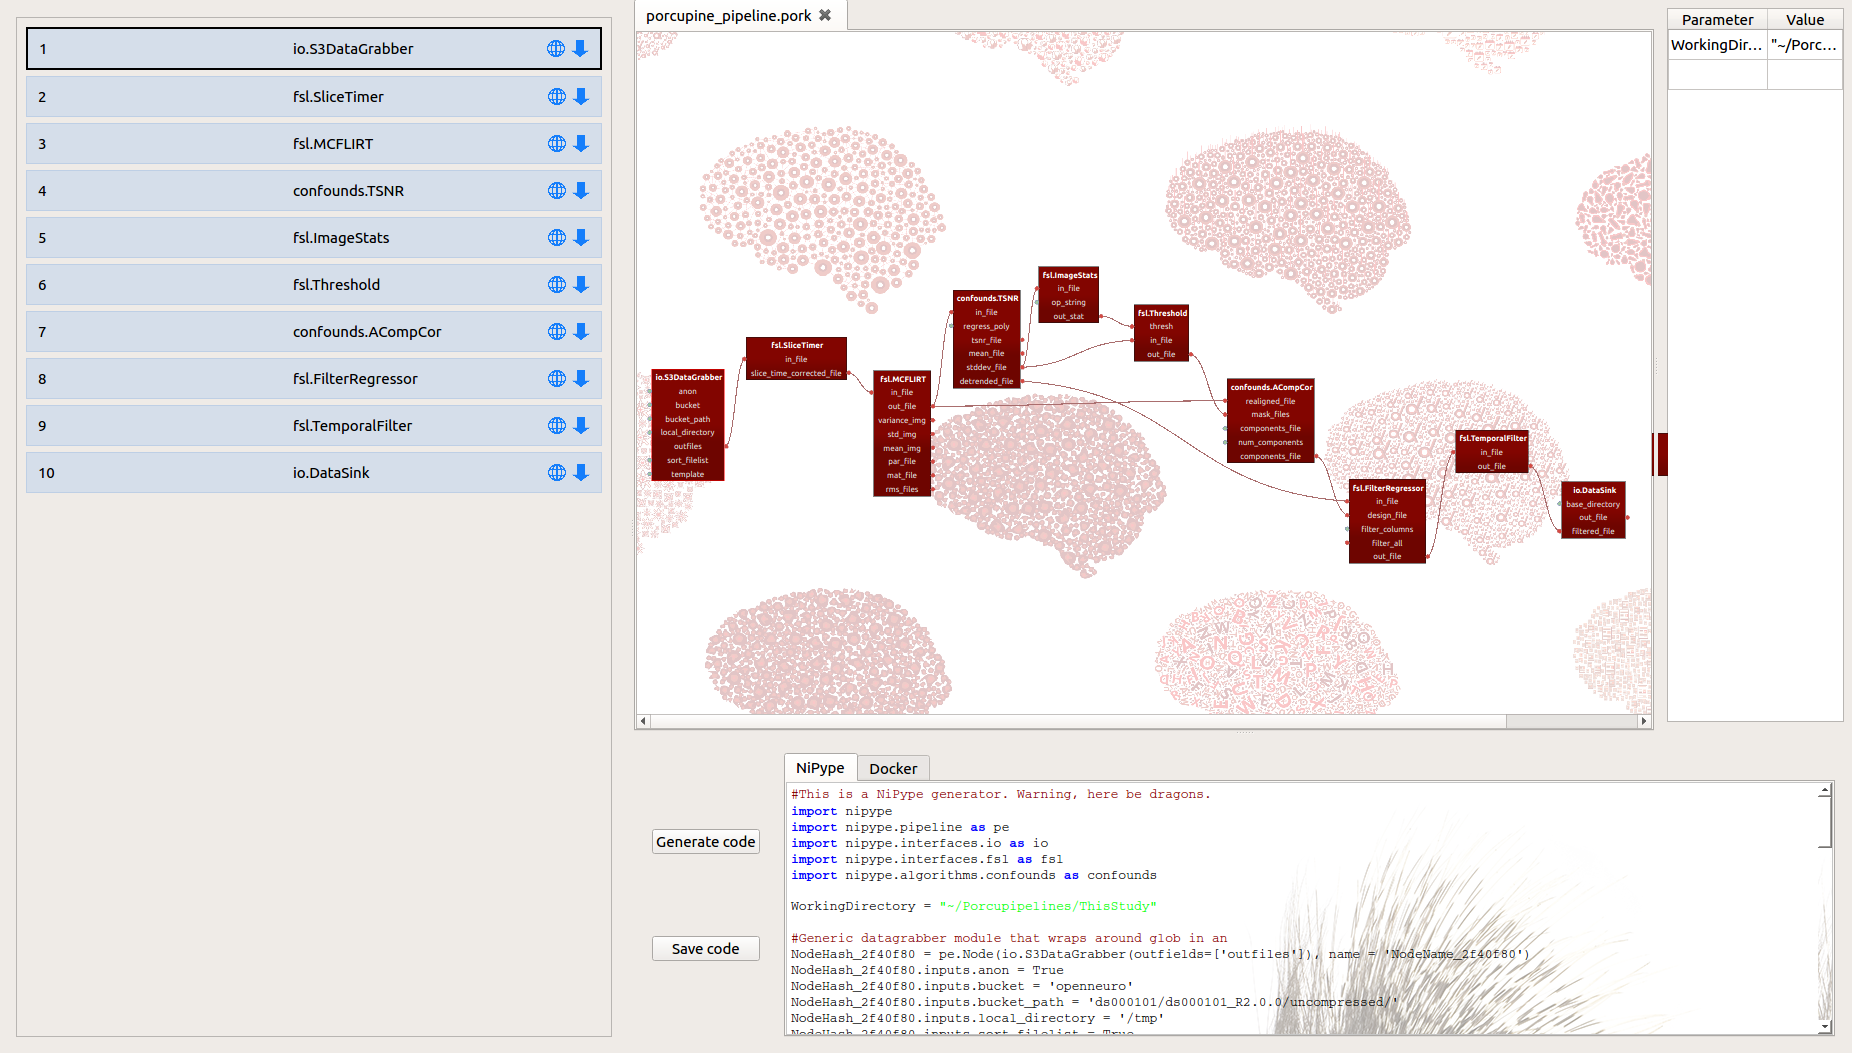 1 io.S3DataGrabber
2 fsl.SliceTimer
3 fsl.MCFLIRT
4 confounds.TSNR
5 fsl.ImageStats
6 fsl.Threshold
7 confounds.ACompCor
8 fsl.FilterRegressor
9 fsl.TemporalFilter
10 io.DataSink
porcupine_pipeline.pork
io.S3DataGrabber
anon
bucket
bucket_path
local_directory
outfiles
sort_filelist
template
fsl.SliceTimer
in_file
slice_time_corrected_file
fsl.MCFLIRT
in_file
out_file
variance_img
std_img
mean_img
par_file
mat_file
rms_files
confounds.TSNR
in_file
regress_poly
tsnr_file
mean_file
stddev_file
detrended_file
fsl.ImageStats
in_file
op_string
out_stat
fsl.Threshold
thresh
in_file
out_file
confounds.ACompCor
realigned_file
mask_files
components_file
num_components
components_file
fsl.FilterRegressor
in_file
design_file
filter_columns
filter_all
out_file
fsl.TemporalFilter
in_file
out_file
io.DataSink
base_directory
out_file
filtered_file
Parameter Value
WorkingDir... "~/Porc...
Generate code
Save code
NiPype Docker
#This is a NiPype generator. Warning, here be dragons.
import nipype
import nipype.pipeline as pe
import nipype.interfaces.io as io
import nipype.interfaces.fsl as fsl
import nipype.algorithms.confounds as confounds
WorkingDirectory = "~/Porcupipelines/ThisStudy"
#Generic datagrabber module that wraps around glob in an
NodeHash_2f40f80 = pe.Node(io.S3DataGrabber(outfields=['outfiles']), name = 'NodeName_2f40f80')
NodeHash_2f40f80.inputs.anon = True
NodeHash_2f40f80.inputs.bucket = 'openneuro'
NodeHash_2f40f80.inputs.bucket_path = 'ds000101/ds000101_R2.0.0/uncompressed/'
NodeHash_2f40f80.inputs.local_directory = '/tmp'
NodeHash_2f40f80.inputs.sort_filelist = True